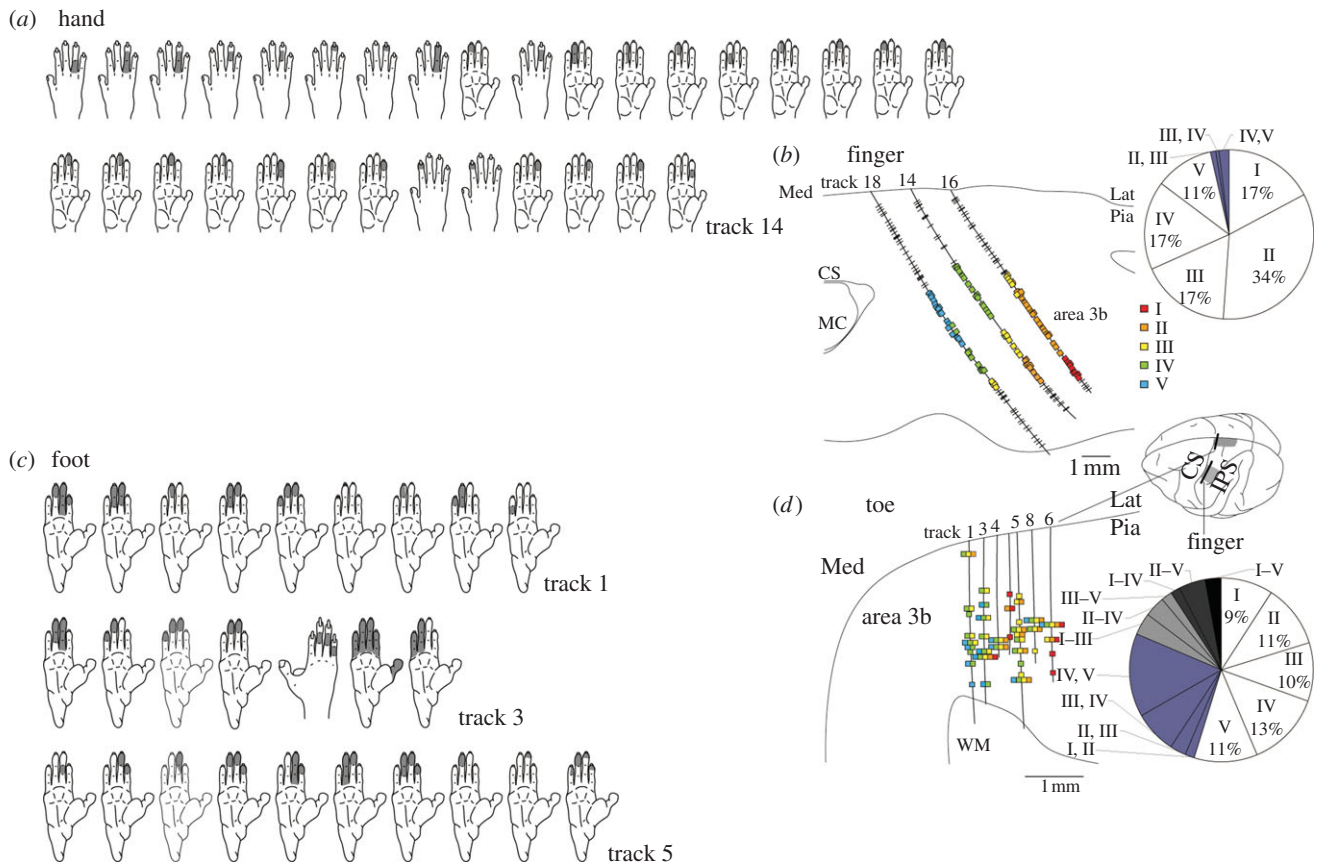 (a) hand
track 14
(b) finger
Med track 18 14 16 Lat
Pia
CS
MC
area 3b
I
II
III
IV
V
1 mm
III, IV IV,V
II, III
V
11%
I
17%
IV
17%
II
34%
III
17%
CS
IPS
finger
(c) foot
track 1
track 3
track 5
(d) toe
track 1 3 4 5 8 6 Lat
Pia
Med
area 3b
WM
1 mm
II–V I–V
I–IV
III–V
II–IV
I–III
IV, V
III, IV
II, III
I, II
I
9%
II
11%
III
10%
IV
13%
V
11%